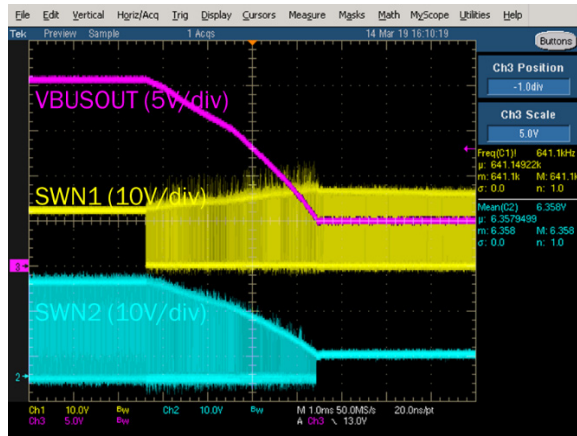 File Edit Vertical Horiz/Acq Trig Display Cursors Measure Masks Math MyScope Utilities Help
Tek Preview Sample 1 Acqs 14 Mar 19 16:10:19
Buttons
Ch3 Position
-1.0div
Ch3 Scale
5.0V
Freq(C1)! 641.1kHz
µ: 641.14922k
m: 641.1k M: 641.1k
σ: 0.0 n: 1.0
Mean(C2) 6.358V
µ: 6.3579499
m: 6.358 M: 6.358
σ: 0.0 n: 1.0
VBUSOUT (5V/div)
SWN1 (10V/div)
3
SWN2 (10V/div)
2
Ch1 10.0V Bw Ch2 10.0V Bw M 1.0ms 50.0MS/s 20.0ns/pt
Ch3 5.0V Bw A Ch3 \ 13.0V